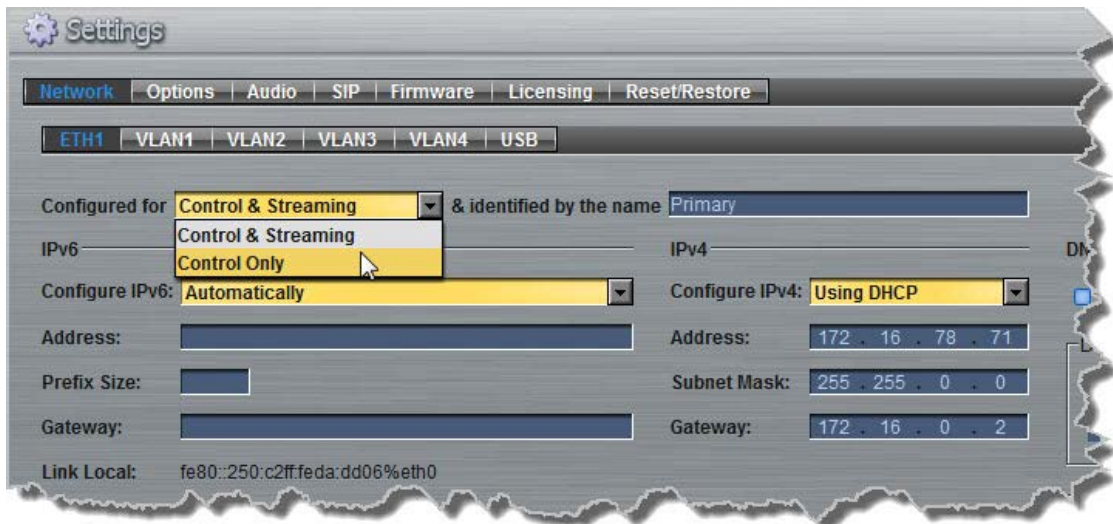 Settings
Network Options Audio SIP Firmware Licensing Reset/Restore
ETH1 VLAN1 VLAN2 VLAN3 VLAN4 USB
Configured for Control & Streaming & identified by the name Primary
Control & Streaming
Control Only
IPv6 IPv4
Configure IPv6: Automatically Configure IPv4: Using DHCP
Address: Address: 172 . 16 . 78 . 71
Prefix Size: Subnet Mask: 255 . 255 . 0 . 0
Gateway: Gateway: 172 . 16 . 0 . 2
Link Local: fe80::250:c2ff:feda:dd06%eth0